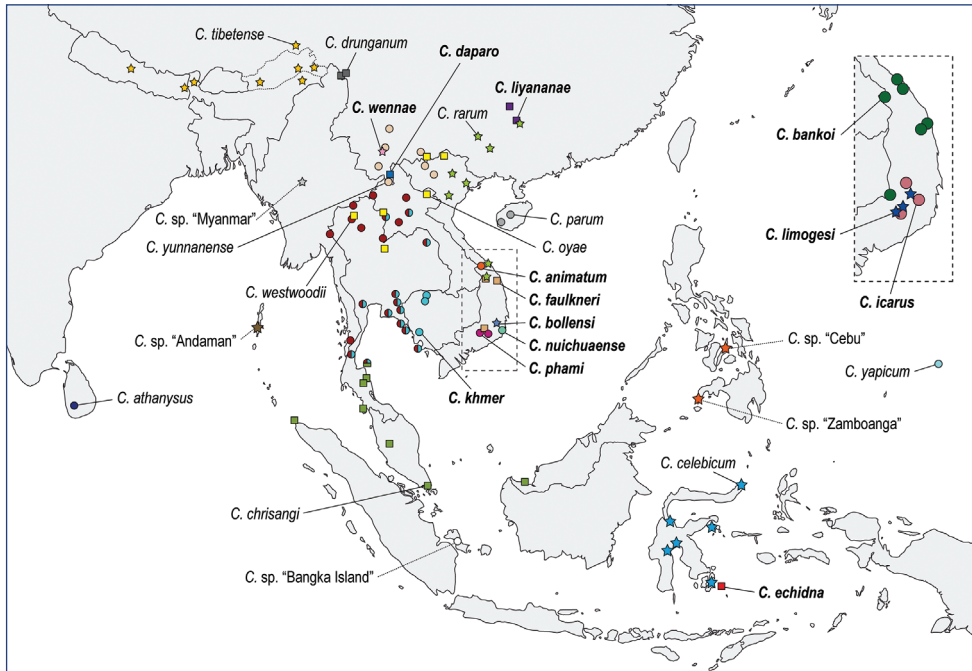 C. tibetense
C. drunganum
C. daparo
C. liyananae
C. wennae
C. rarum
C. bankoi
C. sp. “Myanmar”
C. parum
C. yunnanense
C. limogesi
C. oyae
C. animatum
C. westwoodii
C. faulkneri
C. icarus
C. bollensi
C. sp. “Andaman”
C. sp. “Cebu”
C. nuichuaense
C. phami
C. yapicum
C. khmer
C. athanysus
C. sp. “Zamboanga”
C. celebicum
C. chrisangi
C. sp. “Bangka Island”
C. echidna